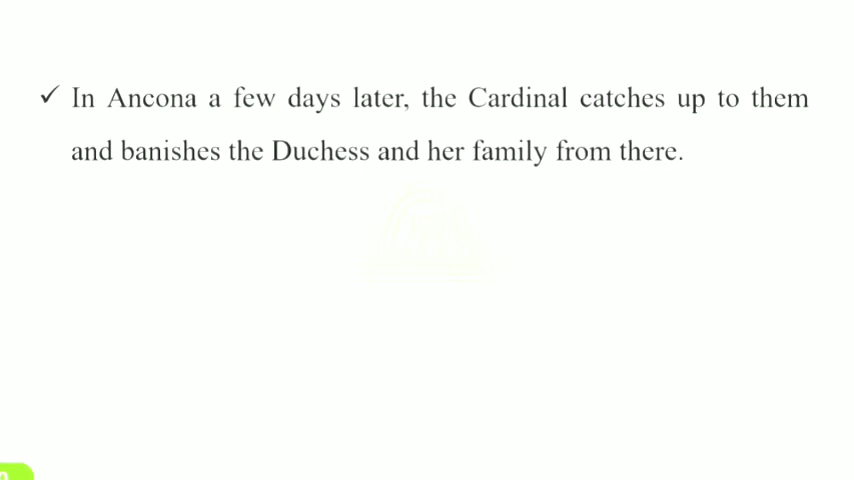 ✓ In Ancona a few days later, the Cardinal catches up to them
and banishes the Duchess and her family from there.